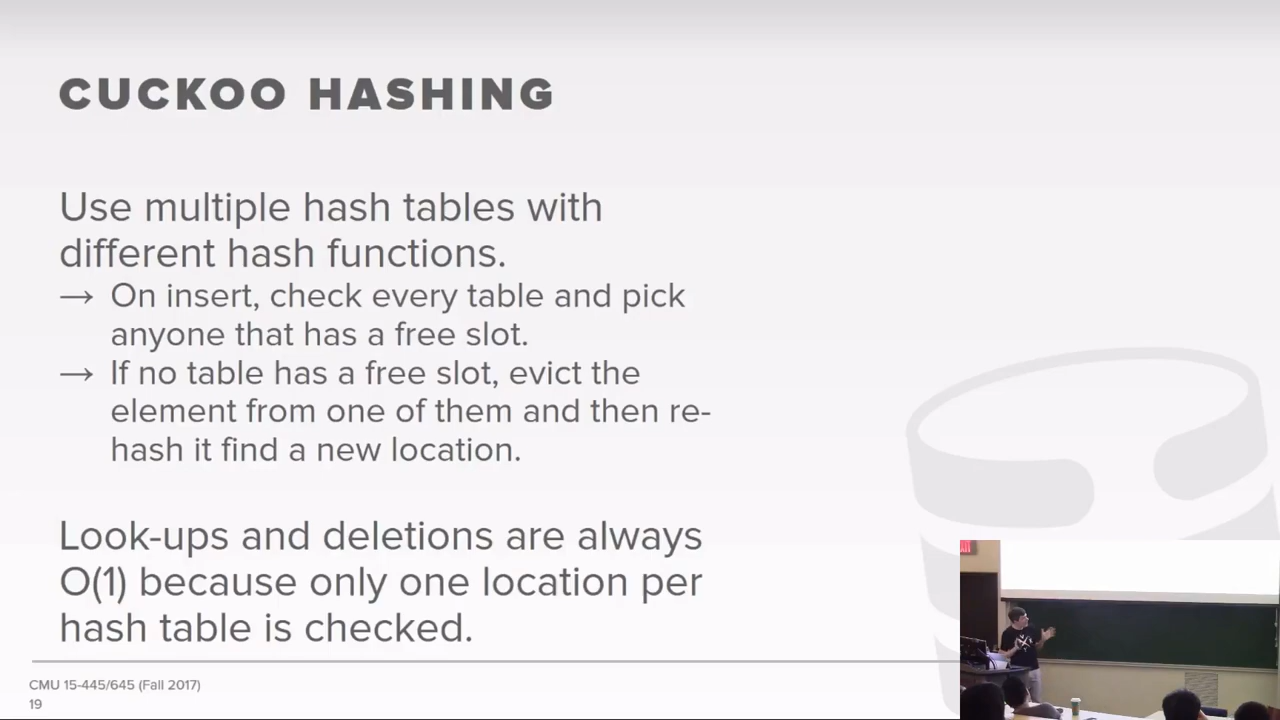 CUCKOO HASHING
Use multiple hash tables with
different hash functions.
→ On insert, check every table and pick
anyone that has a free slot.
→ If no table has a free slot, evict the
element from one of them and then re-
hash it find a new location.
Look-ups and deletions are always
O(1) because only one location per
hash table is checked.
CMU 15-445/645 (Fall 2017)
19